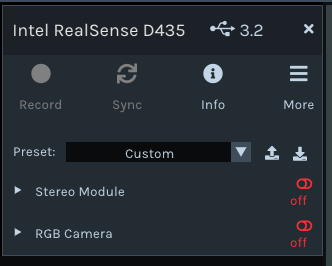 Intel RealSense D435 3.2
Record Sync Info More
Preset: Custom
Stereo Module
off
RGB Camera
off